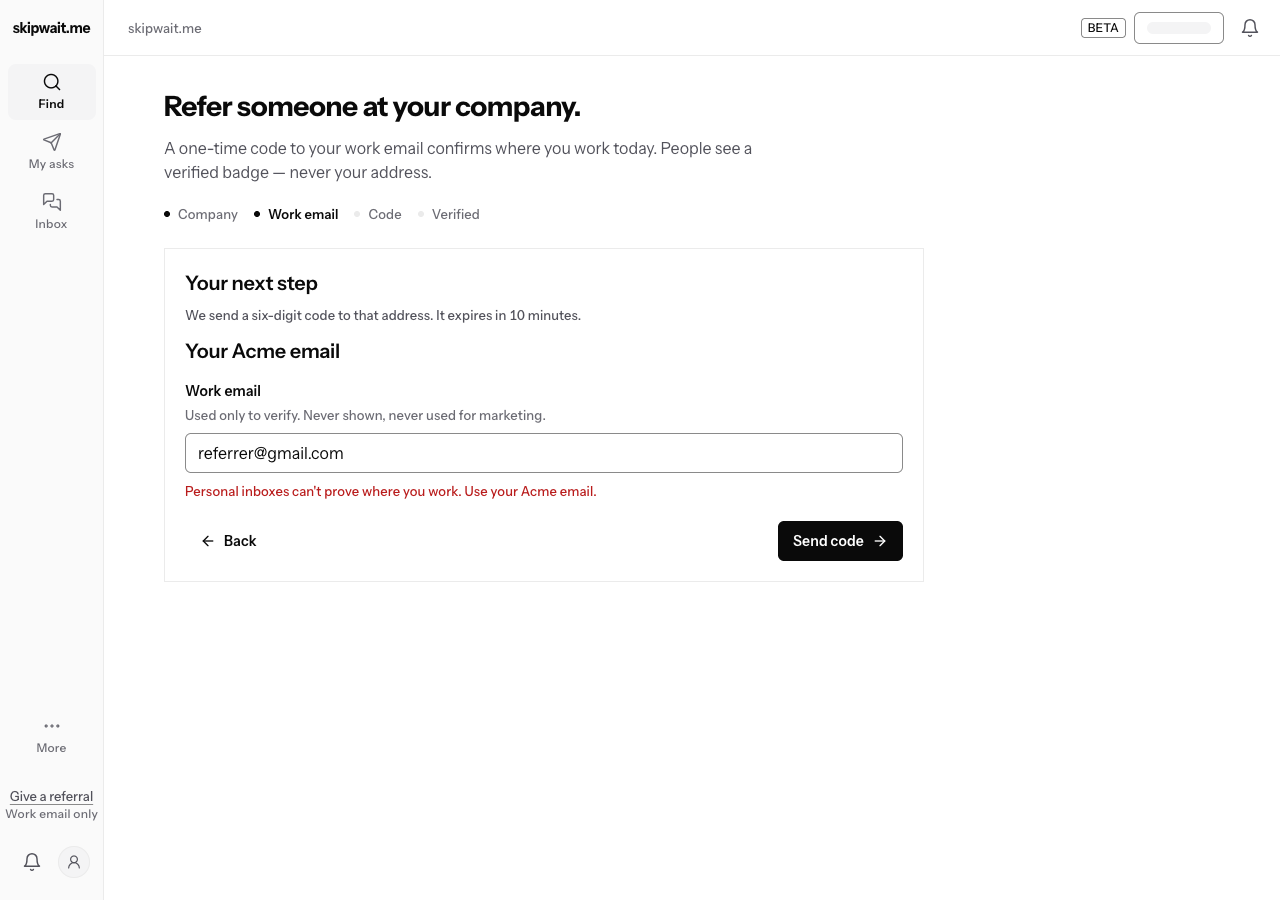 skipwait.me
skipwait.me
BETA
Find
My asks
Inbox
Refer someone at your company.
A one-time code to your work email confirms where you work today. People see a
verified badge — never your address.
Company
Work email
Code
Verified
Your next step
We send a six-digit code to that address. It expires in 10 minutes.
Your Acme email
Work email
Used only to verify. Never shown, never used for marketing.
referrer@gmail.com
Personal inboxes can't prove where you work. Use your Acme email.
Back
Send code
More
Give a referral
Work email only